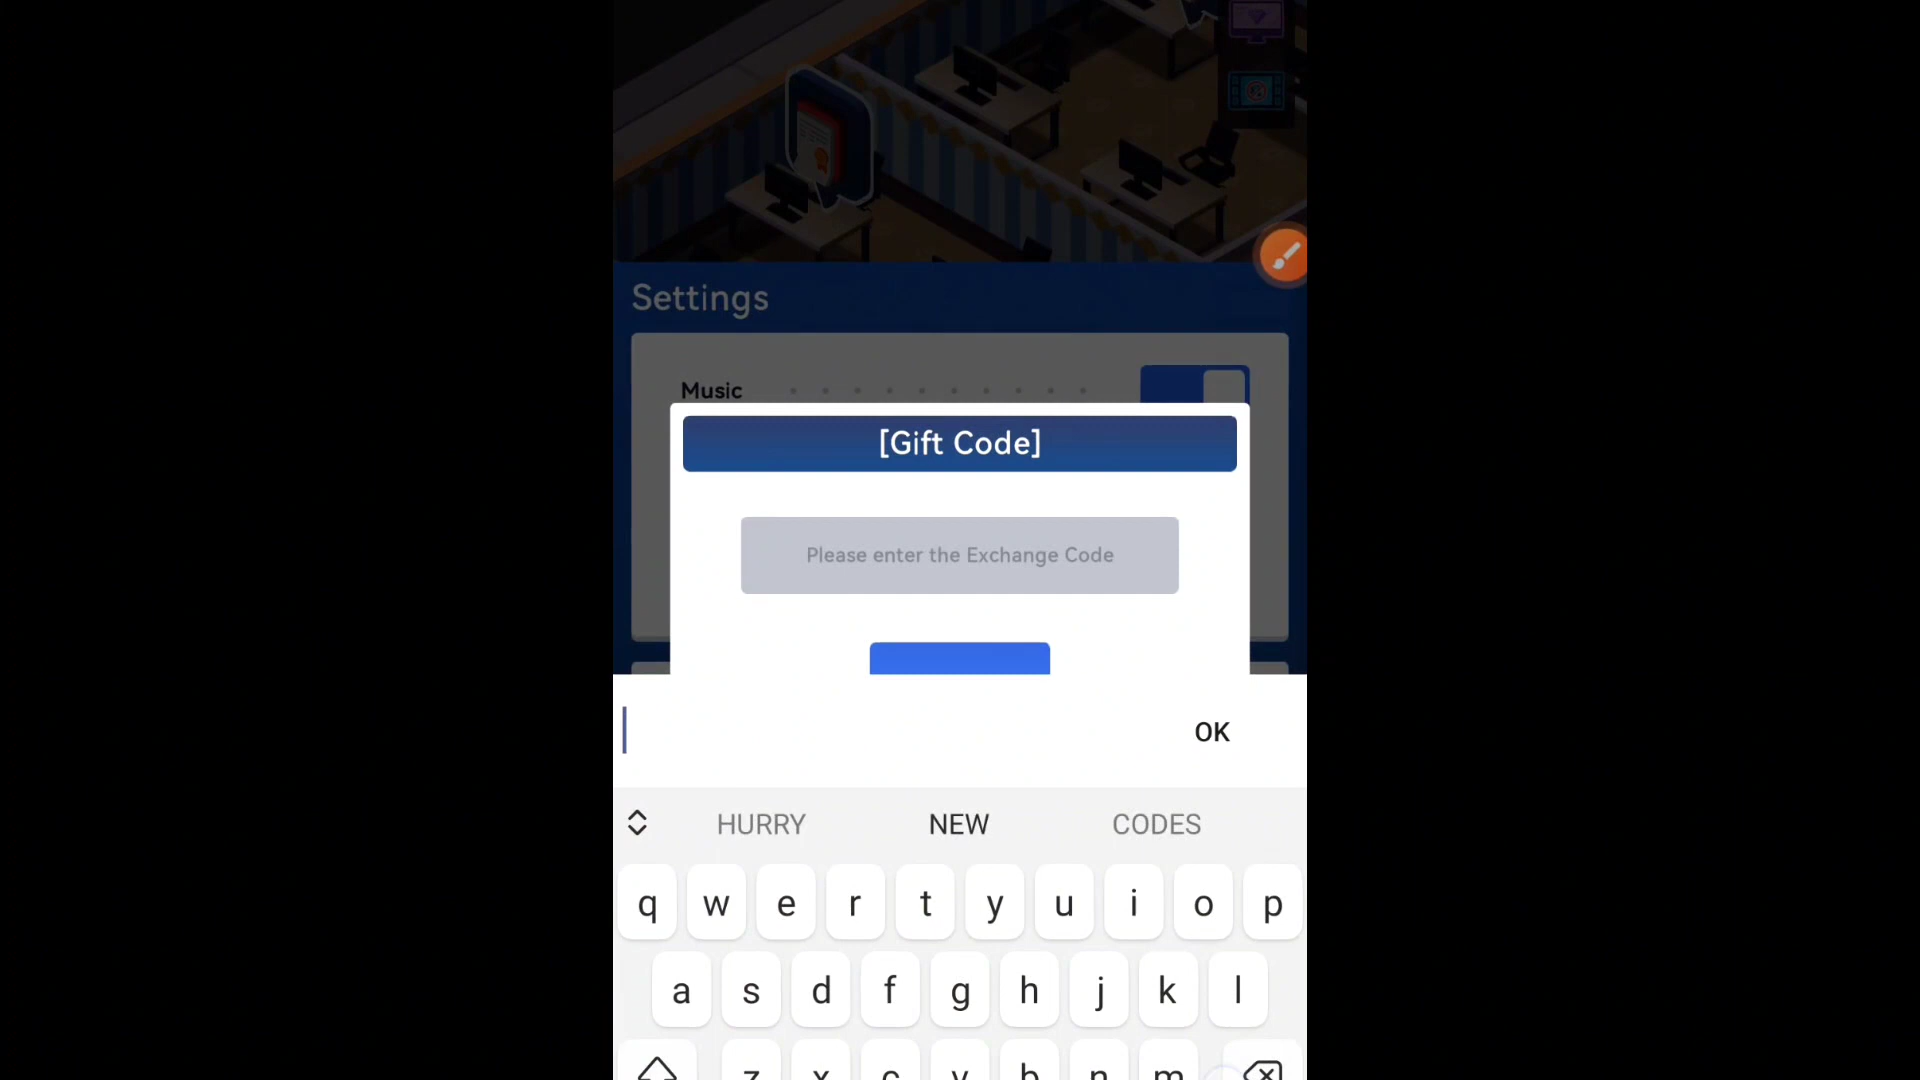 Settings
Music
[Gift Code]
Please enter the Exchange Code
OK
HURRY NEW CODES
q w e r t y u i o p
a s d f g h j k l
z x c v b n m